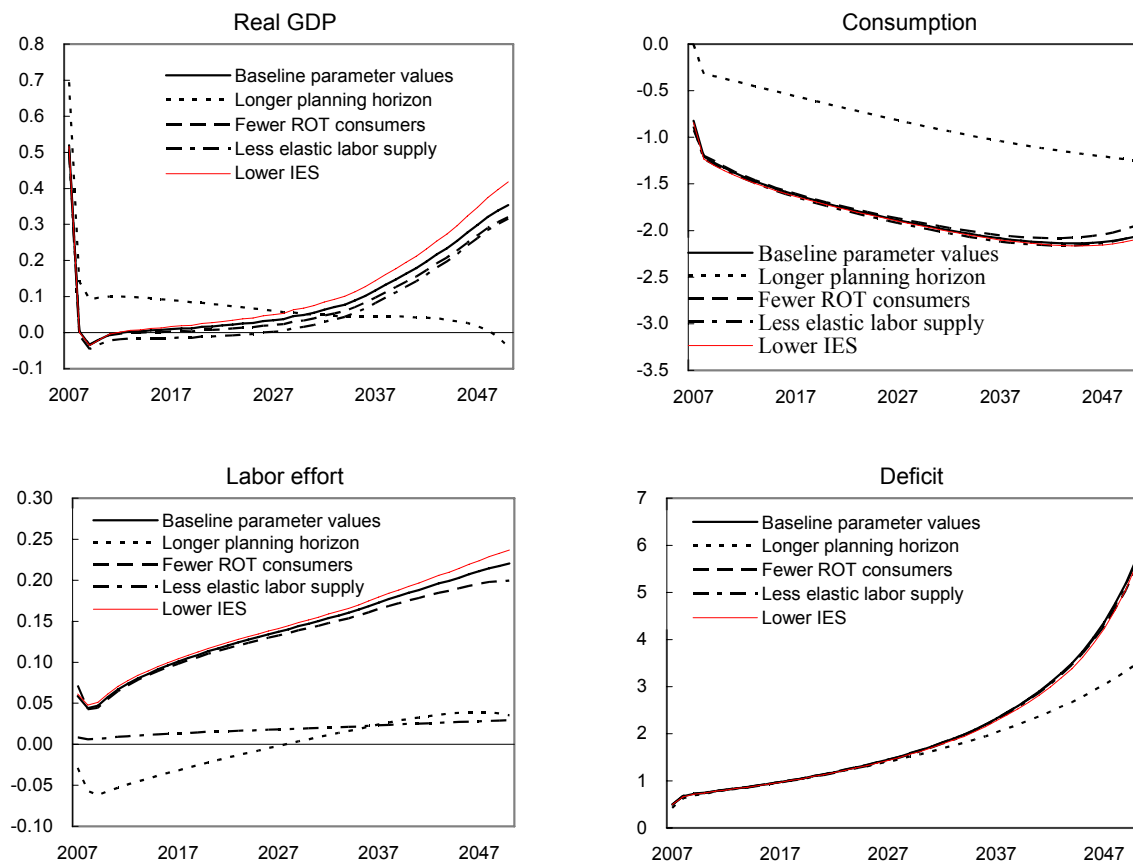 Real GDP
0.8
0.7
0.6
0.5
0.4
0.3
0.2
0.1
0.0
-0.1
Baseline parameter values
Longer planning horizon
Fewer ROT consumers
Less elastic labor supply
Lower IES
2007 2017 2027 2037 2047
Consumption
0.0
-0.5
-1.0
-1.5
-2.0
-2.5
-3.0
-3.5
Baseline parameter values
Longer planning horizon
Fewer ROT consumers
Less elastic labor supply
Lower IES
2007 2017 2027 2037 2047
Labor effort
0.30
0.25
0.20
0.15
0.10
0.05
0.00
-0.05
-0.10
Baseline parameter values
Longer planning horizon
Fewer ROT consumers
Less elastic labor supply
Lower IES
2007 2017 2027 2037 2047
Deficit
7
6
5
4
3
2
1
0
Baseline parameter values
Longer planning horizon
Fewer ROT consumers
Less elastic labor supply
Lower IES
2007 2017 2027 2037 2047